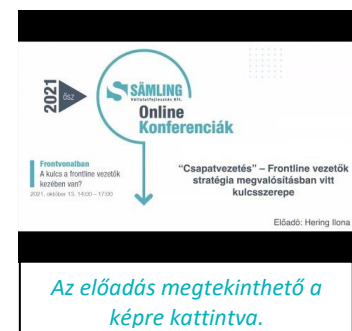 2021
ősz
SÄMLING
Vállalatfejlesztés Kft.
Online
Konferenciák
Frontvonalban
A kulcs a frontline vezetők
kezében van?
2021. október 13. 14:00 – 17:00
"Csapatvezetés" – Frontline vezetők
stratégia megvalósításban vitt
kulcsszerepe
Előadó: Hering Ilona
Az előadás megtekinthető a
képre kattintva.